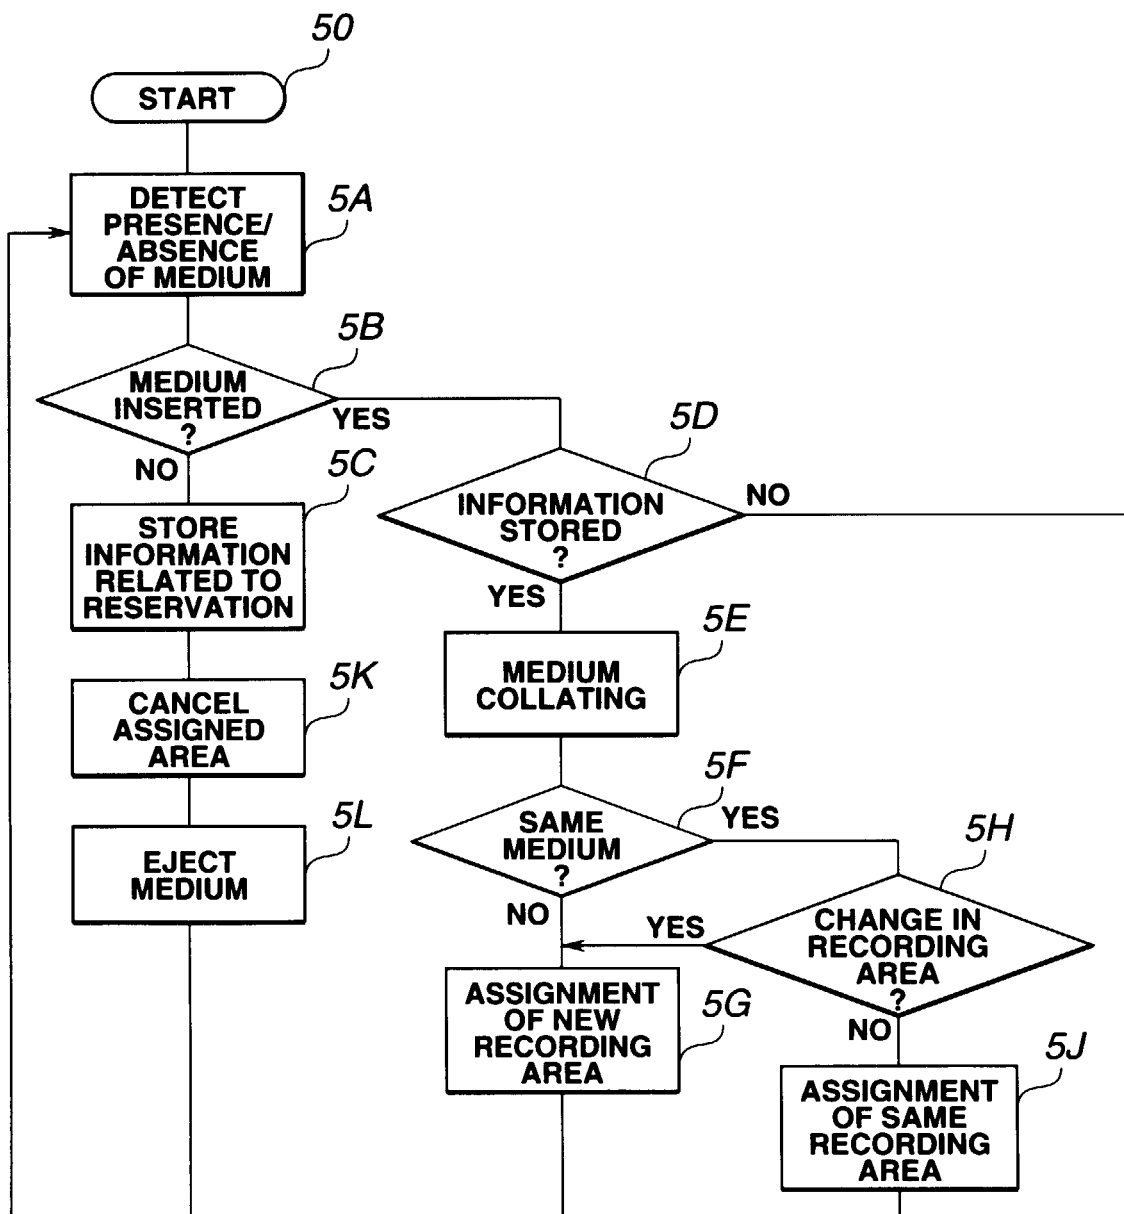 50
START
DETECT
PRESENCE/
ABSENCE
OF MEDIUM
5A
MEDIUM
INSERTED
?
5B
YES
NO
STORE
INFORMATION
RELATED TO
RESERVATION
5C
CANCEL
ASSIGNED
AREA
5K
EJECT
MEDIUM
5L
INFORMATION
STORED
?
5D
NO
YES
MEDIUM
COLLATING
5E
SAME
MEDIUM
?
5F
YES
NO
CHANGE IN
RECORDING
AREA
?
5H
YES
NO
ASSIGNMENT
OF NEW
RECORDING
AREA
5G
ASSIGNMENT
OF SAME
RECORDING
AREA
5J